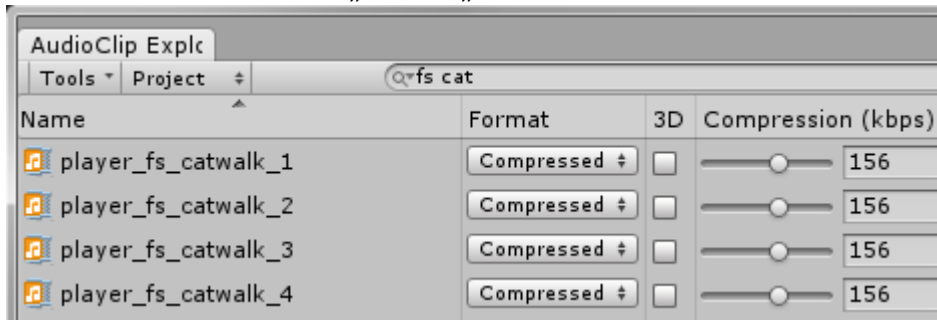 AudioClip Explc
Tools Project fs cat
Name Format 3D Compression (kbps)
player_fs_catwalk_1 Compressed 156
player_fs_catwalk_2 Compressed 156
player_fs_catwalk_3 Compressed 156
player_fs_catwalk_4 Compressed 156